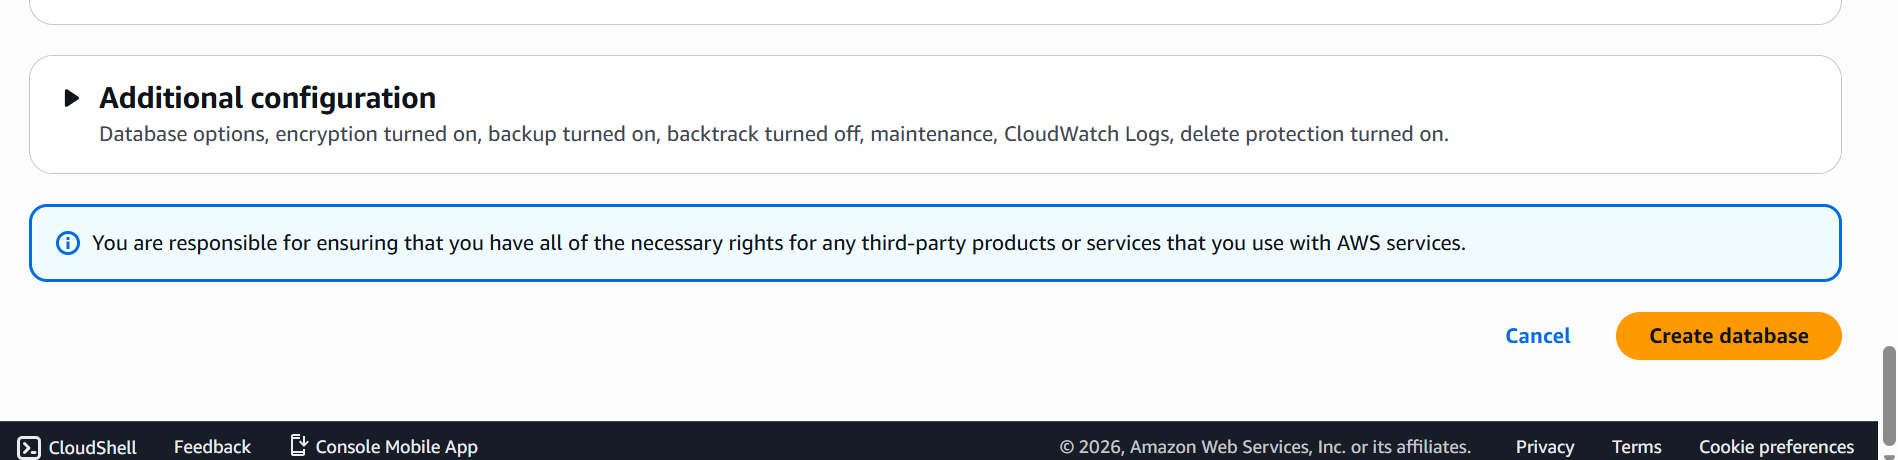 Additional configuration
Database options, encryption turned on, backup turned on, backtrack turned off, maintenance, CloudWatch Logs, delete protection turned on.
You are responsible for ensuring that you have all of the necessary rights for any third-party products or services that you use with AWS services.
Cancel
Create database
CloudShell Feedback Console Mobile App © 2026, Amazon Web Services, Inc. or its affiliates. Privacy Terms Cookie preferences